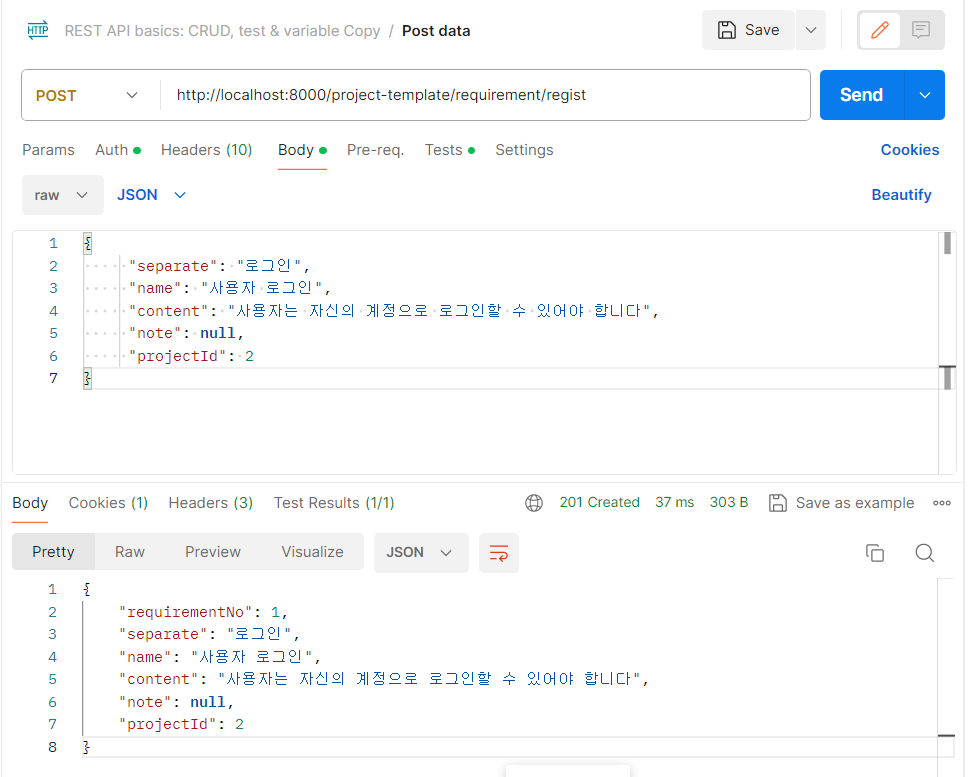 HTTP REST API basics: CRUD, test & variable Copy / Post data Save
POST http://localhost:8000/project-template/requirement/regist Send
Params Auth Headers (10) Body Pre-req. Tests Settings Cookies
raw JSON Beautify
1 {
2 "separate": "로그인",
3 "name": "사용자 로그인",
4 "content": "사용자는 자신의 계정으로 로그인할 수 있어야 합니다",
5 "note": null,
6 "projectId": 2
7 }
Body Cookies (1) Headers (3) Test Results (1/1) 201 Created 37 ms 303 B Save as example
Pretty Raw Preview Visualize JSON
1 {
2 "requirementNo": 1,
3 "separate": "로그인",
4 "name": "사용자 로그인",
5 "content": "사용자는 자신의 계정으로 로그인할 수 있어야 합니다",
6 "note": null,
7 "projectId": 2
8 }